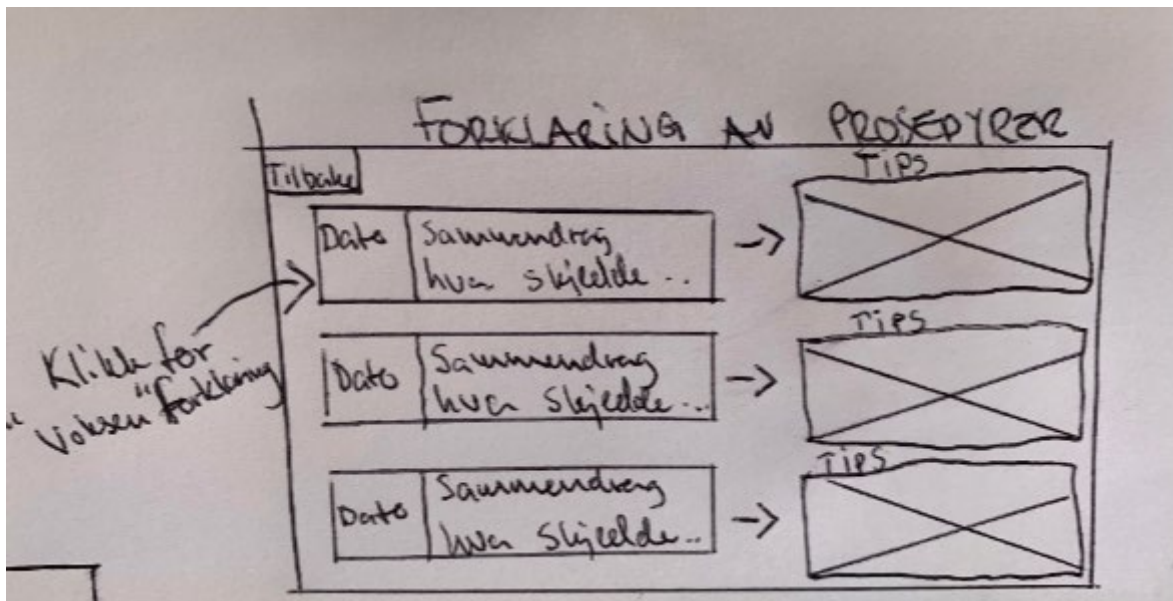 FORKLARING AV PROSEDYRER
Tilbake
Tips
Dato
Sammendrag
hva skjedde ..
Klikk for
"voksen"forklaring
Tips
Dato
Sammendrag
hva skjedde ..
Tips
Dato
Sammendrag
hva skjedde..